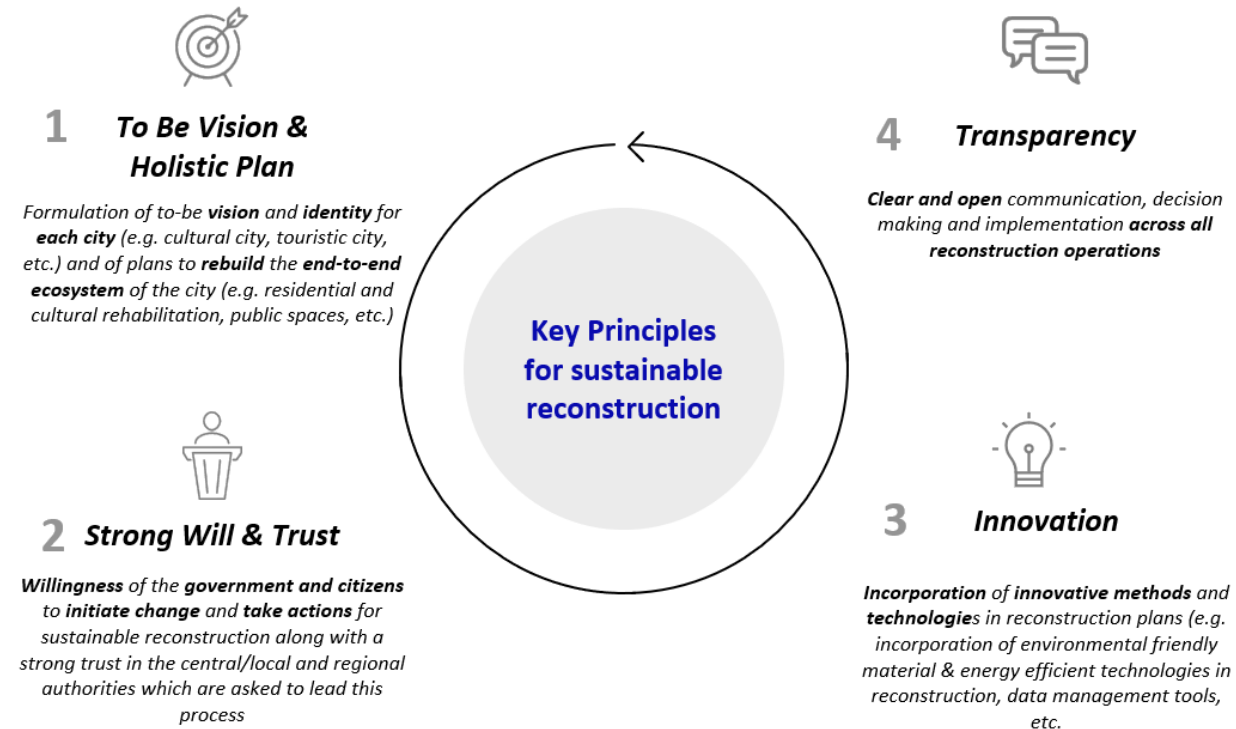 1
To Be Vision &
Holistic Plan
Formulation of to-be vision and identity for
each city (e.g. cultural city, touristic city,
etc.) and of plans to rebuild the end-to-end
ecosystem of the city (e.g. residential and
cultural rehabilitation, public spaces, etc.)
2
Strong Will & Trust
Willingness of the government and citizens
to initiate change and take actions for
sustainable reconstruction along with a
strong trust in the central/local and regional
authorities which are asked to lead this
process
Key Principles
for sustainable
reconstruction
3
Innovation
Incorporation of innovative methods and
technologies in reconstruction plans (e.g.
incorporation of environmental friendly
material & energy efficient technologies in
reconstruction, data management tools,
etc.
4
Transparency
Clear and open communication, decision
making and implementation across all
reconstruction operations